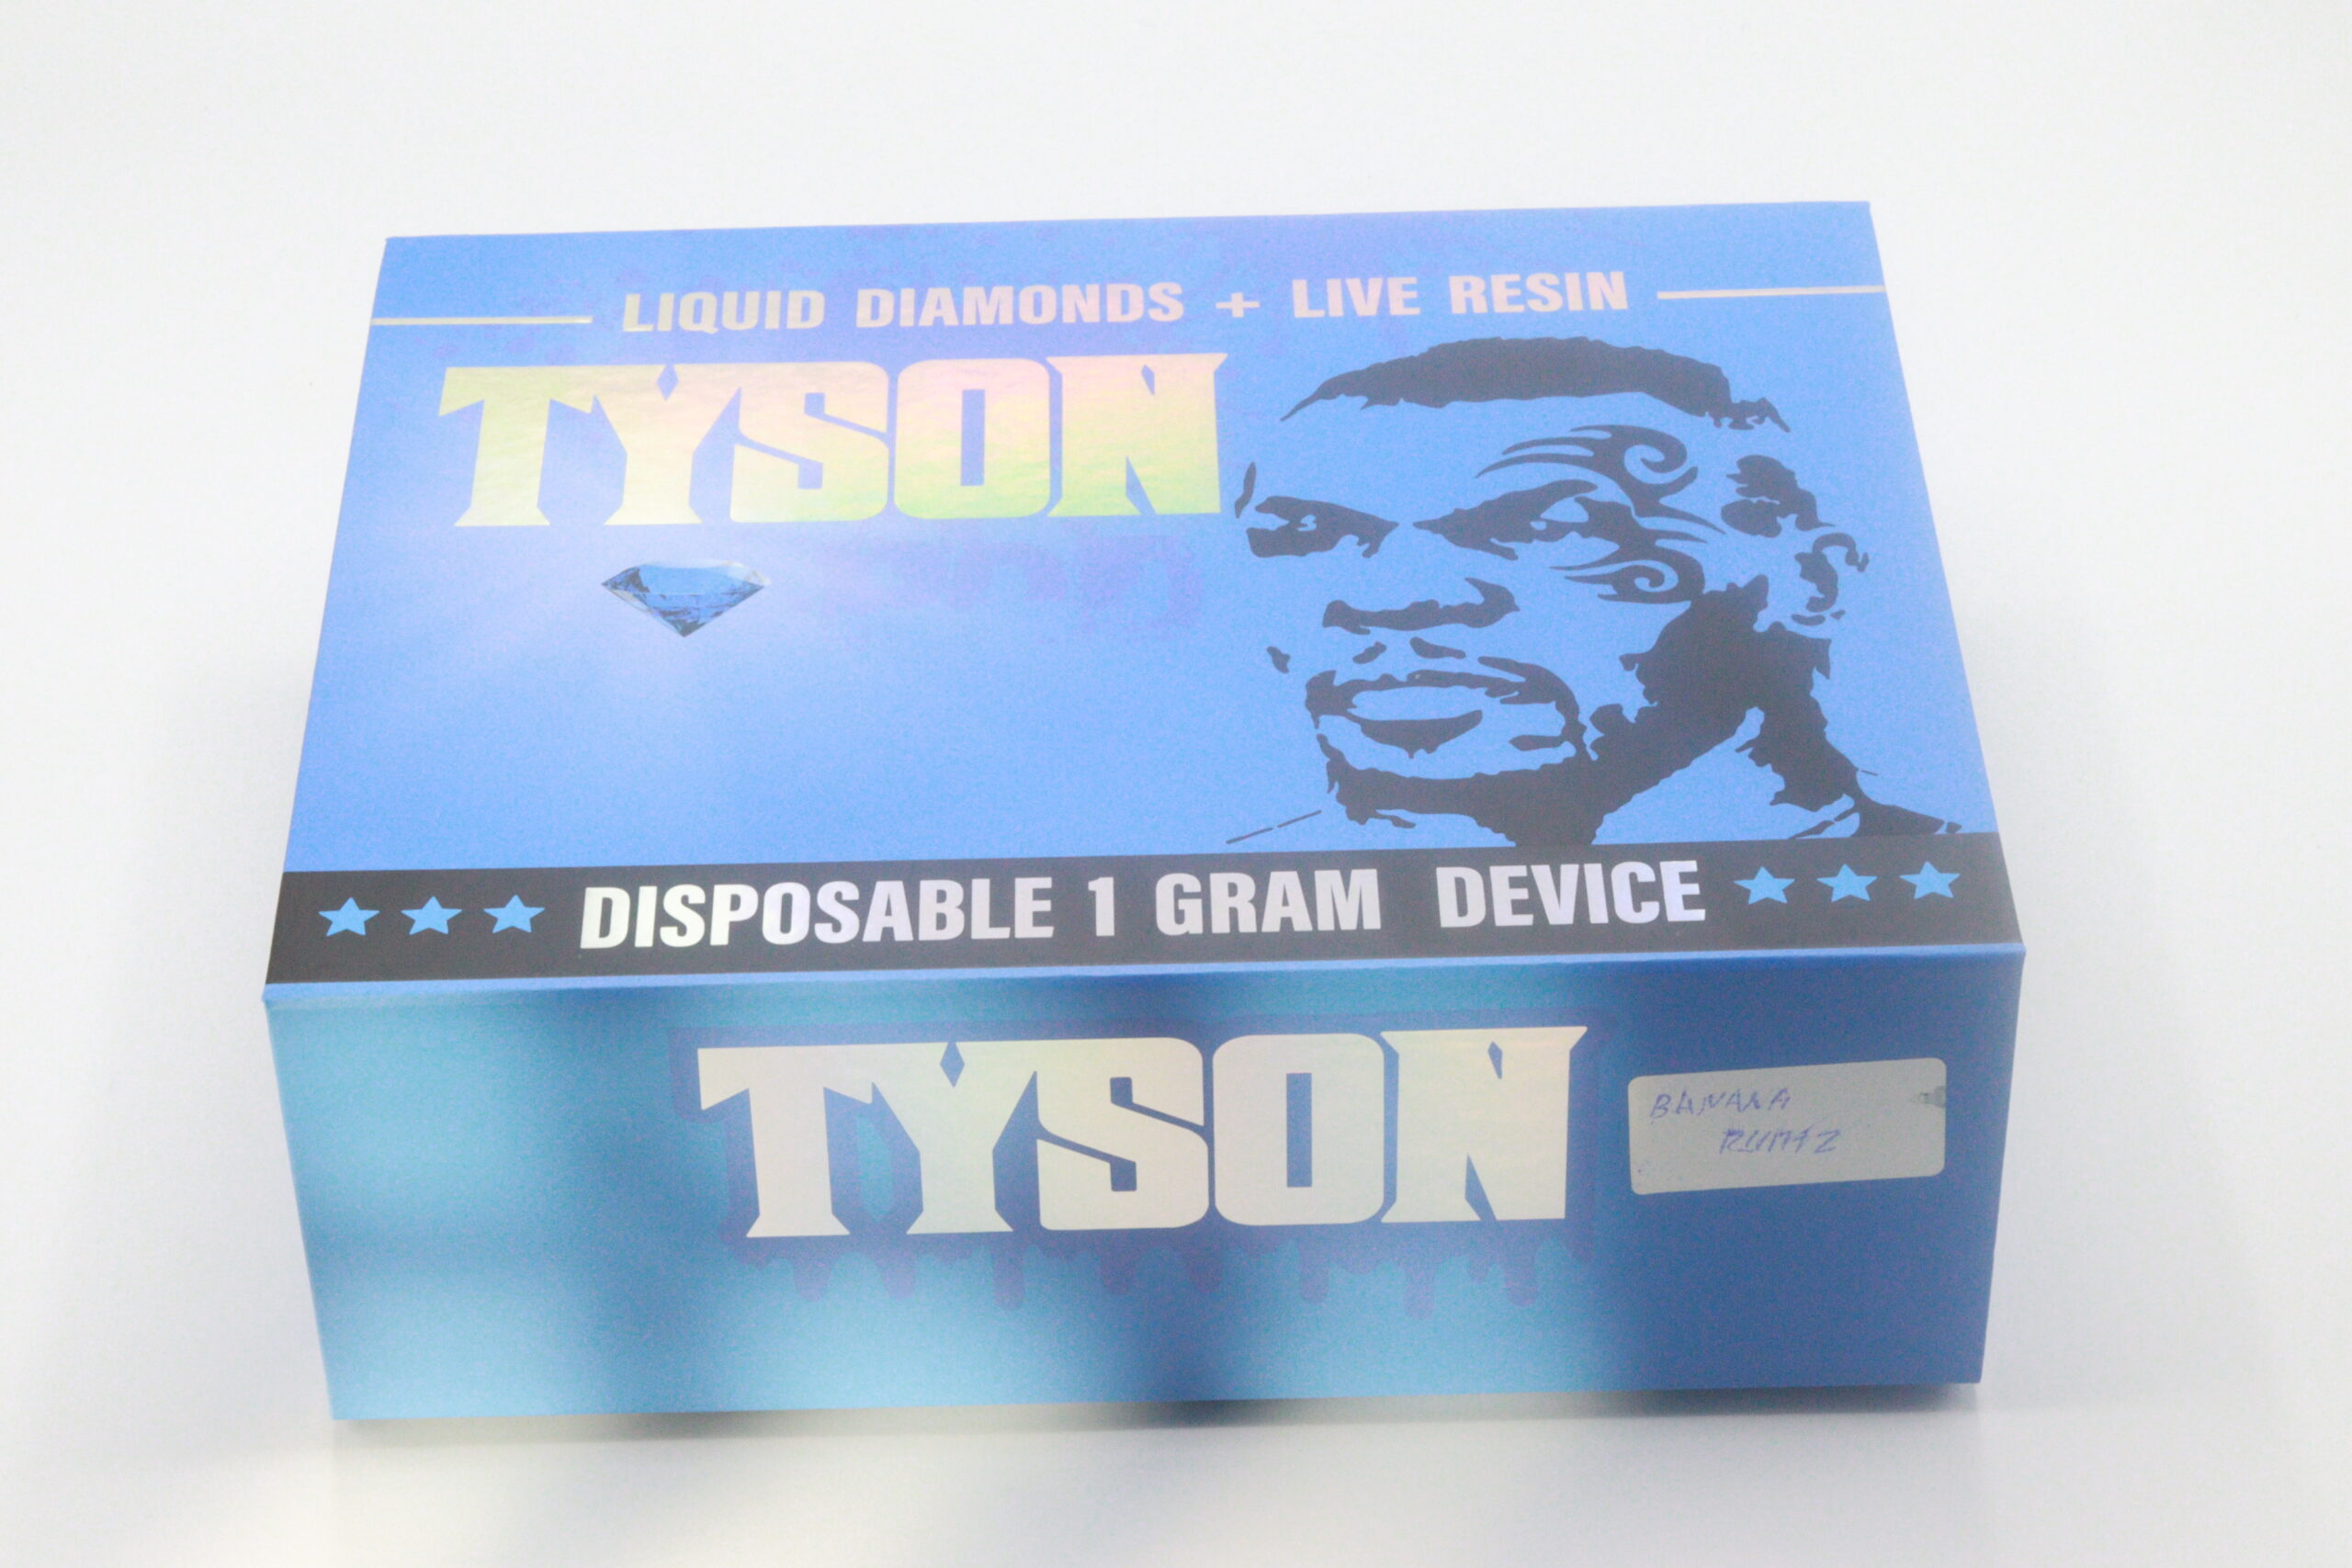 LIQUID DIAMONDS + LIVE RESIN
TYSON
DISPOSABLE 1 GRAM DEVICE
TYSON
BANANA
RUNTZ